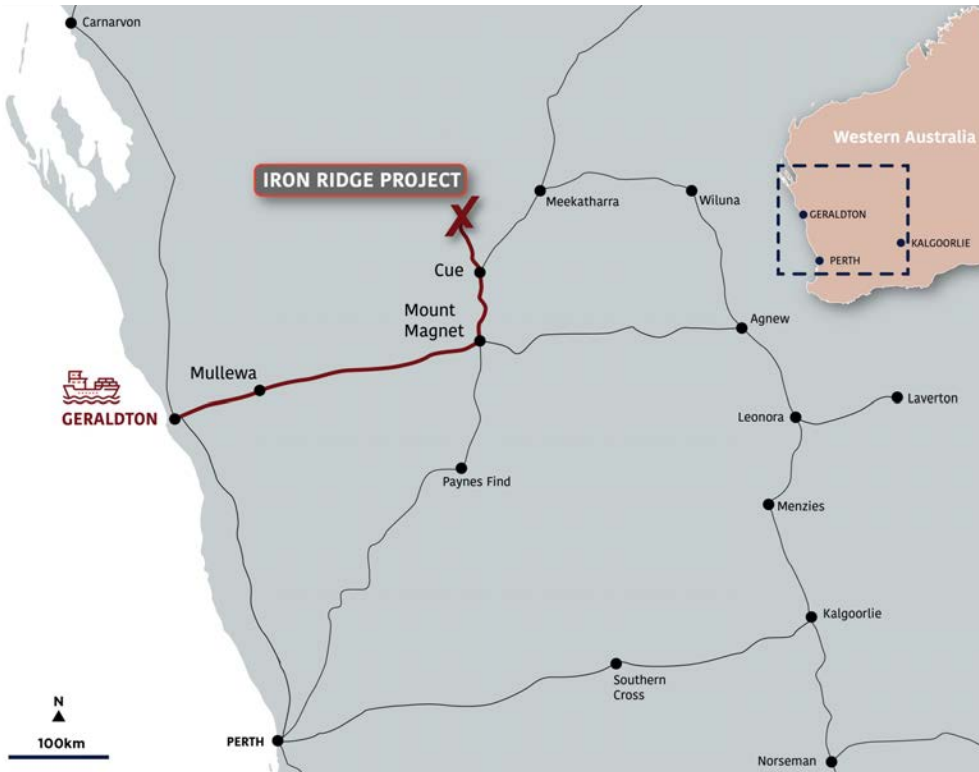 Carnarvon
Western Australia
IRON RIDGE PROJECT
X
Meekatharra
Wiluna
GERALDTON
KALGOORLIE
PERTH
Cue
Mount
Magnet
Agnew
Mullewa
GERALDTON
Laverton
Leonora
Paynes Find
Menzies
Kalgoorlie
Southern
Cross
N
100km
PERTH
Norseman